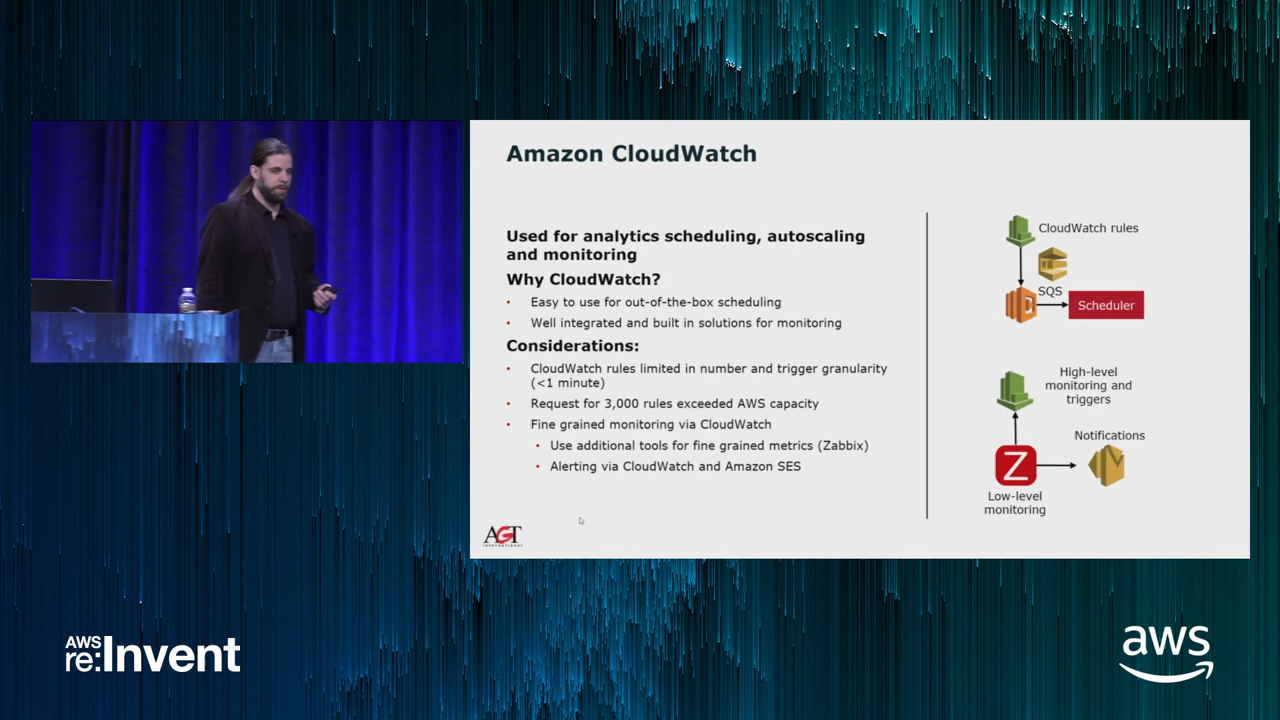 Amazon CloudWatch
Used for analytics scheduling, autoscaling
and monitoring
Why CloudWatch?
• Easy to use for out-of-the-box scheduling
• Well integrated and built in solutions for monitoring
Considerations:
• CloudWatch rules limited in number and trigger granularity
(<1 minute)
• Request for 3,000 rules exceeded AWS capacity
• Fine grained monitoring via CloudWatch
• Use additional tools for fine grained metrics (Zabbix)
• Alerting via CloudWatch and Amazon SES
CloudWatch rules
SQS
Scheduler
High-level
monitoring and
triggers
Notifications
Z
Low-level
monitoring
AGT
international
AWS
re:Invent
aws